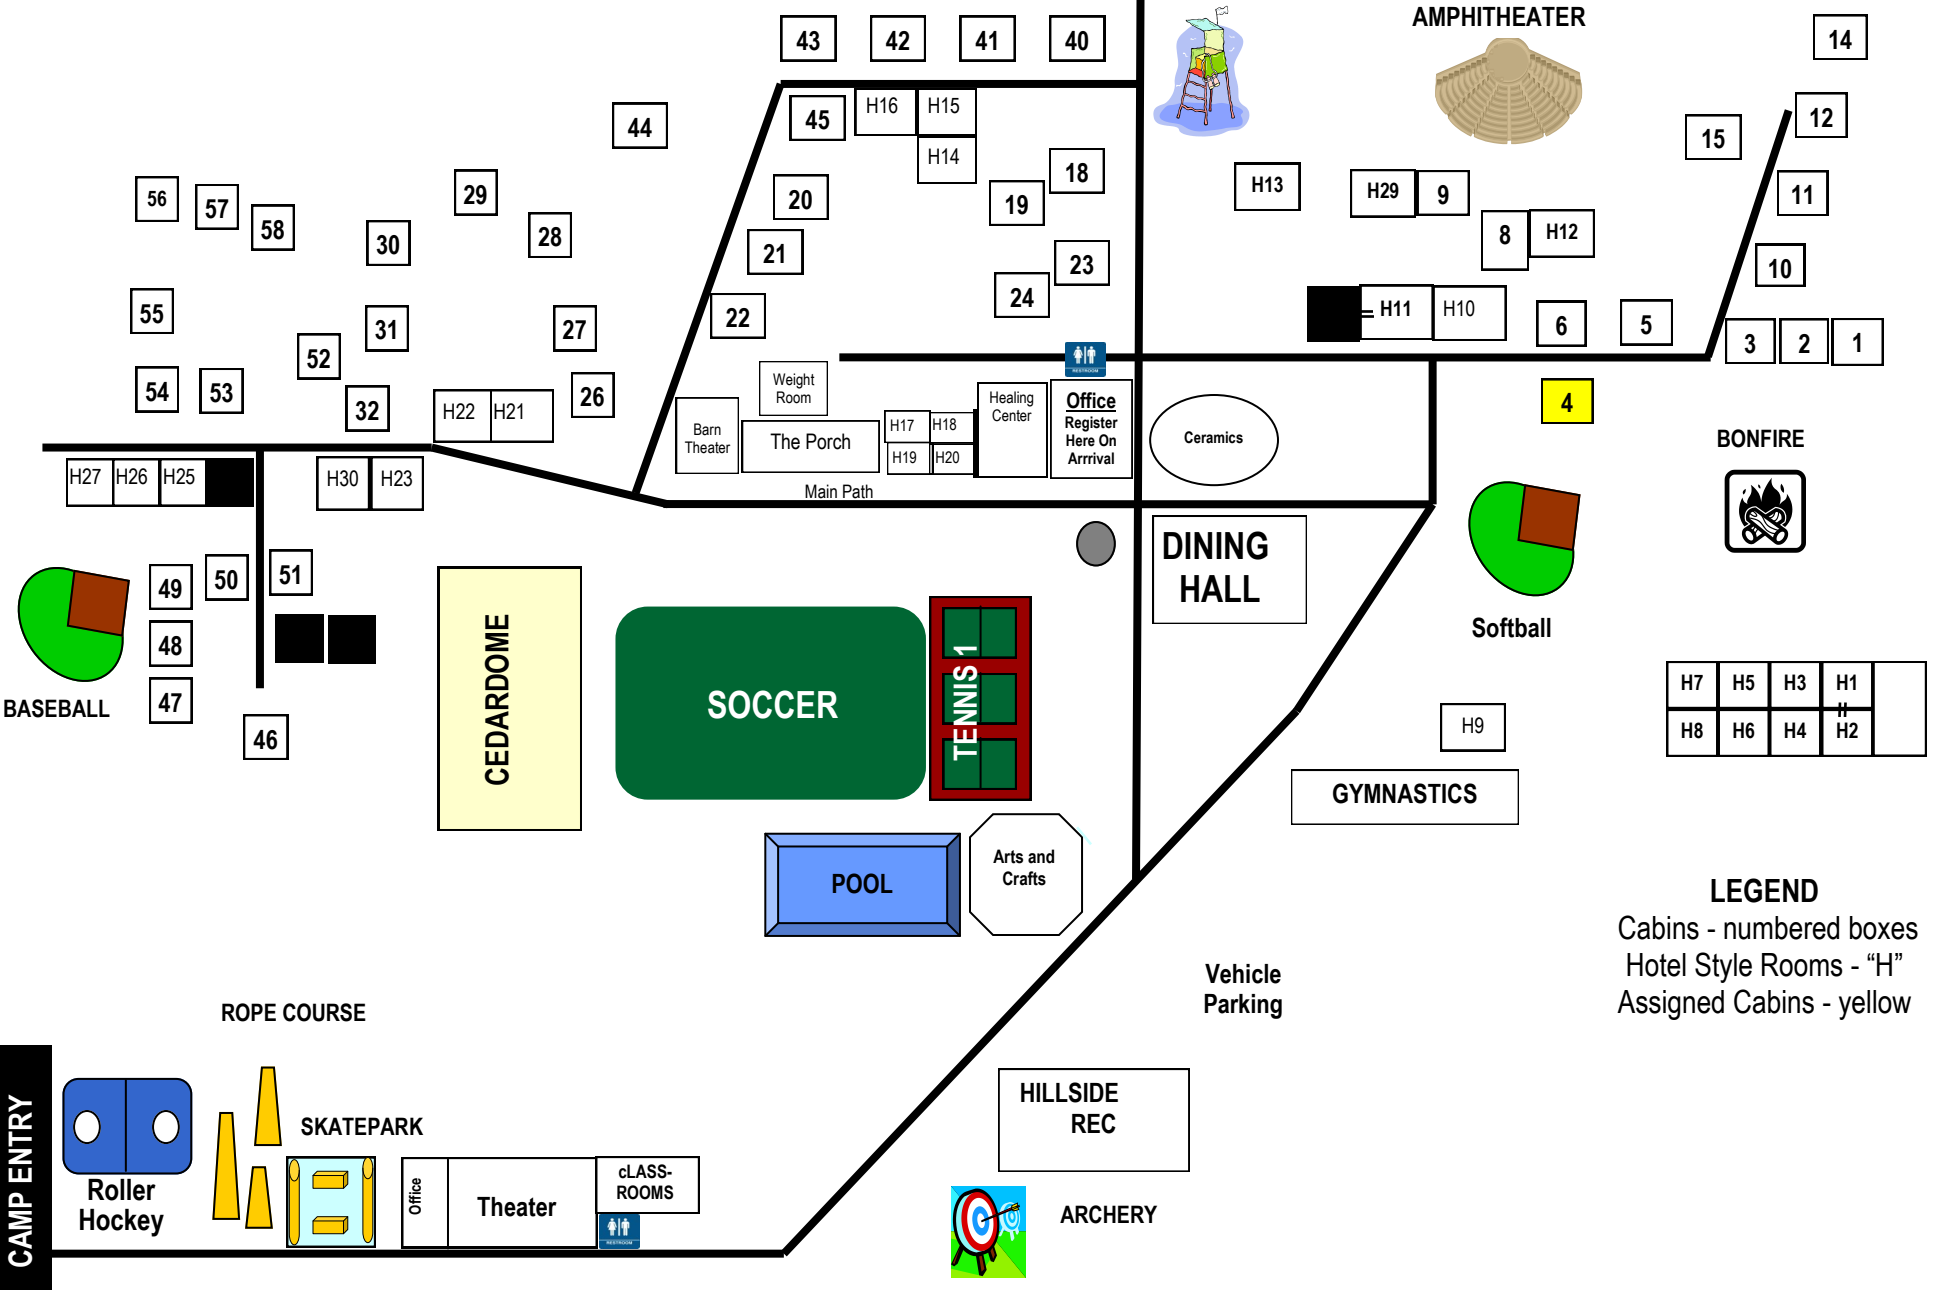 AMPHITHEATER
14
43
42
41
40
12
45
H16
H15
44
15
H14
18
29
56
57
20
19
H13
H29
9
11
58
30
28
8
H12
21
23
10
55
24
H11
H10
22
31
27
6
5
52
3
2
1
RESTROOM
54
53
Weight
Room
26
4
32
H22
H21
Healing
Center
Office
Register
Here On
Arrrival
Barn
Theater
The Porch
H17
H18
H19
H20
Ceramics
BONFIRE
H27
H26
H25
H30
H23
Main Path
DINING
HALL
49
50
51
48
47
46
BASEBALL
CEDARDOME
SOCCER
TENNIS 1
Softball
H7
H5
H3
H1
=
H8
H6
H4
H2
H9
GYMNASTICS
POOL
Arts and
Crafts
LEGEND
Cabins - numbered boxes
Hotel Style Rooms - “H”
Assigned Cabins - yellow
Vehicle
Parking
ROPE COURSE
CAMP ENTRY
SKATEPARK
Roller
Hockey
Office
Theater
cLASS-
ROOMS
RESTROOM
HILLSIDE
REC
ARCHERY